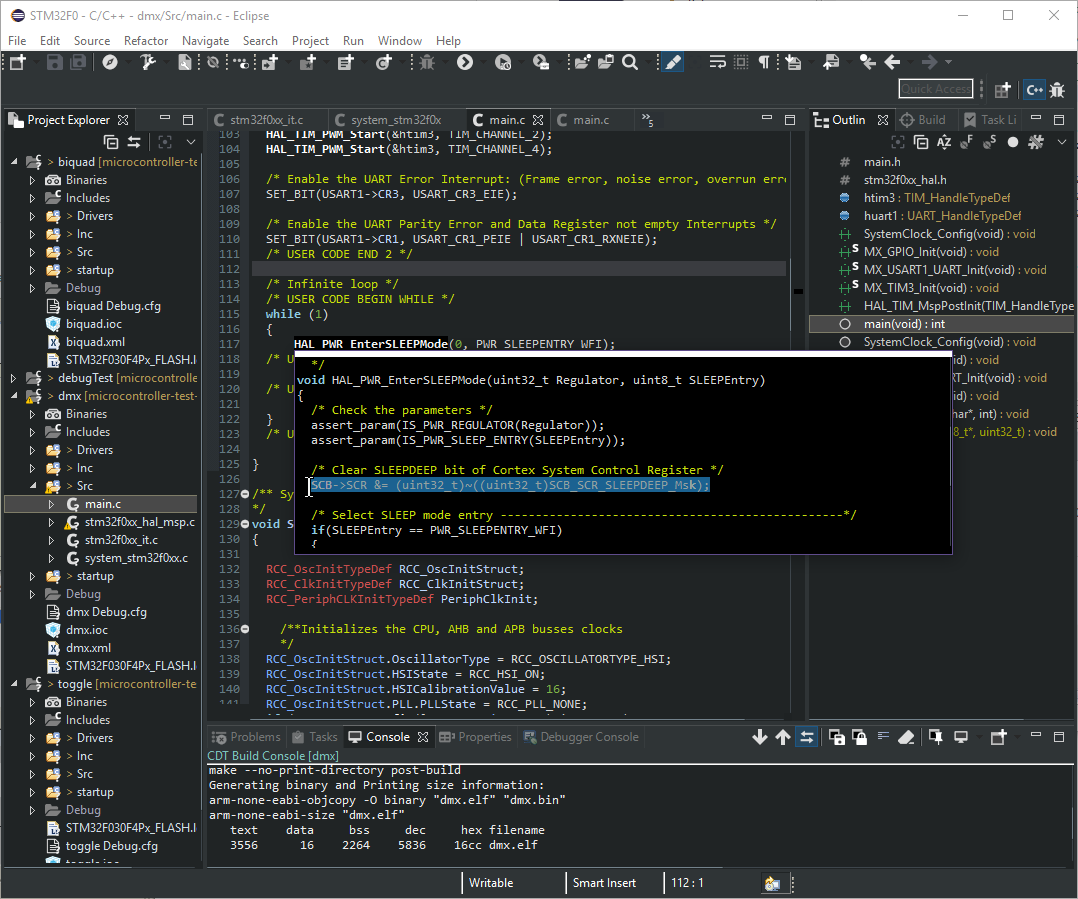 STM32F0 - C/C++ - dmx/Src/main.c - Eclipse
File Edit Source Refactor Navigate Search Project Run Window Help
Quick Access
Project Explorer
> biquad [microcontroller-te
Binaries
Includes
> Drivers
> Inc
> Src
> startup
Debug
biquad Debug.cfg
biquad.ioc
biquad.xml
STM32F030F4Px_FLASH.l
> debugTest [microcontrolle
> dmx [microcontroller-test-
Binaries
Includes
> Drivers
> Inc
> Src
main.c
stm32f0xx_hal_msp.c
stm32f0xx_it.c
system_stm32f0xx.c
> startup
Debug
dmx Debug.cfg
dmx.ioc
dmx.xml
STM32F030F4Px_FLASH.l
> toggle [microcontroller-te
Binaries
Includes
> Drivers
> Inc
> Src
> startup
Debug
STM32F030F4Px_FLASH.l
toggle Debug.cfg
toggle.ioc
stm32f0xx_it.c system_stm32f0x main.c main.c »5
103 HAL_TIM_PWM_Start(&htim3, TIM_CHANNEL_2);
104 HAL_TIM_PWM_Start(&htim3, TIM_CHANNEL_4);
105
106 /* Enable the UART Error Interrupt: (Frame error, noise error, overrun erro
107 SET_BIT(USART1->CR3, USART_CR3_EIE);
108
109 /* Enable the UART Parity Error and Data Register not empty Interrupts */
110 SET_BIT(USART1->CR1, USART_CR1_PEIE | USART_CR1_RXNEIE);
111 /* USER CODE END 2 */
112
113 /* Infinite loop */
114 /* USER CODE BEGIN WHILE */
115 while (1)
116 {
117 HAL_PWR_EnterSLEEPMode(0, PWR_SLEEPENTRY_WFI);
118 /* U
119
120 /* U
121
122 }
123 /* U
124
125 }
126
127 /** Sy
128 */
129 void S
130 {
131
132 RCC_OscInitTypeDef RCC_OscInitStruct;
133 RCC_ClkInitTypeDef RCC_ClkInitStruct;
134 RCC_PeriphCLKInitTypeDef PeriphClkInit;
135
136 /**Initializes the CPU, AHB and APB busses clocks
137 */
138 RCC_OscInitStruct.OscillatorType = RCC_OSCILLATORTYPE_HSI;
139 RCC_OscInitStruct.HSIState = RCC_HSI_ON;
140 RCC_OscInitStruct.HSICalibrationValue = 16;
140 RCC_OscInitStruct.PLL.PLLState = RCC_PLL_NONE;
141
*/
void HAL_PWR_EnterSLEEPMode(uint32_t Regulator, uint8_t SLEEPEntry)
{
/* Check the parameters */
assert_param(IS_PWR_REGULATOR(Regulator));
assert_param(IS_PWR_SLEEP_ENTRY(SLEEPEntry));
/* Clear SLEEPDEEP bit of Cortex System Control Register */
SCB->SCR &= (uint32_t)~((uint32_t)SCB_SCR_SLEEPDEEP_Msk);
/* Select SLEEP mode entry -------------------------------------------------*/
if(SLEEPEntry == PWR_SLEEPENTRY_WFI)
{
Outlin Build Task Li
main.h
stm32f0xx_hal.h
htim3 : TIM_HandleTypeDef
huart1 : UART_HandleTypeDef
SystemClock_Config(void) : void
MX_GPIO_Init(void) : void
MX_USART1_UART_Init(void) : void
MX_TIM3_Init(void) : void
HAL_TIM_MspPostInit(TIM_HandleType
main(void) : int
SystemClock_Config(void) : void
id) : void
RT_Init(void) : void
id) : void
har*, int) : void
8_t*, uint32_t) : void
Problems Tasks Console Properties Debugger Console
CDT Build Console [dmx]
make --no-print-directory post-build
Generating binary and Printing size information:
arm-none-eabi-objcopy -O binary "dmx.elf" "dmx.bin"
arm-none-eabi-size "dmx.elf"
text data bss dec hex filename
3556 16 2264 5836 16cc dmx.elf
Writable Smart Insert 112 : 1